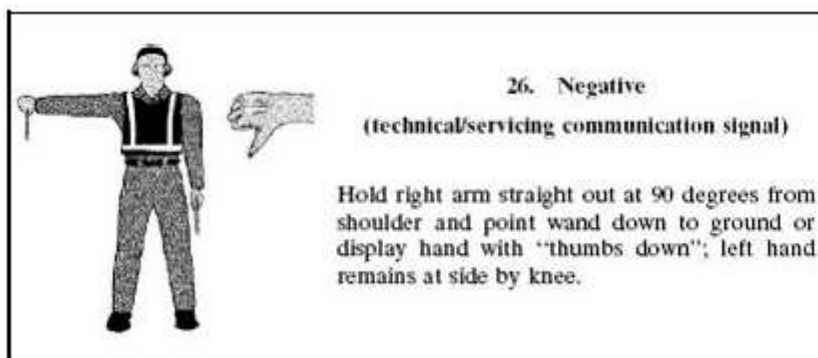 26. Negative
(technical/servicing communication signal)
Hold right arm straight out at 90 degrees from
shoulder and point wand down to ground or
display hand with “thumbs down”; left hand
remains at side by knee.